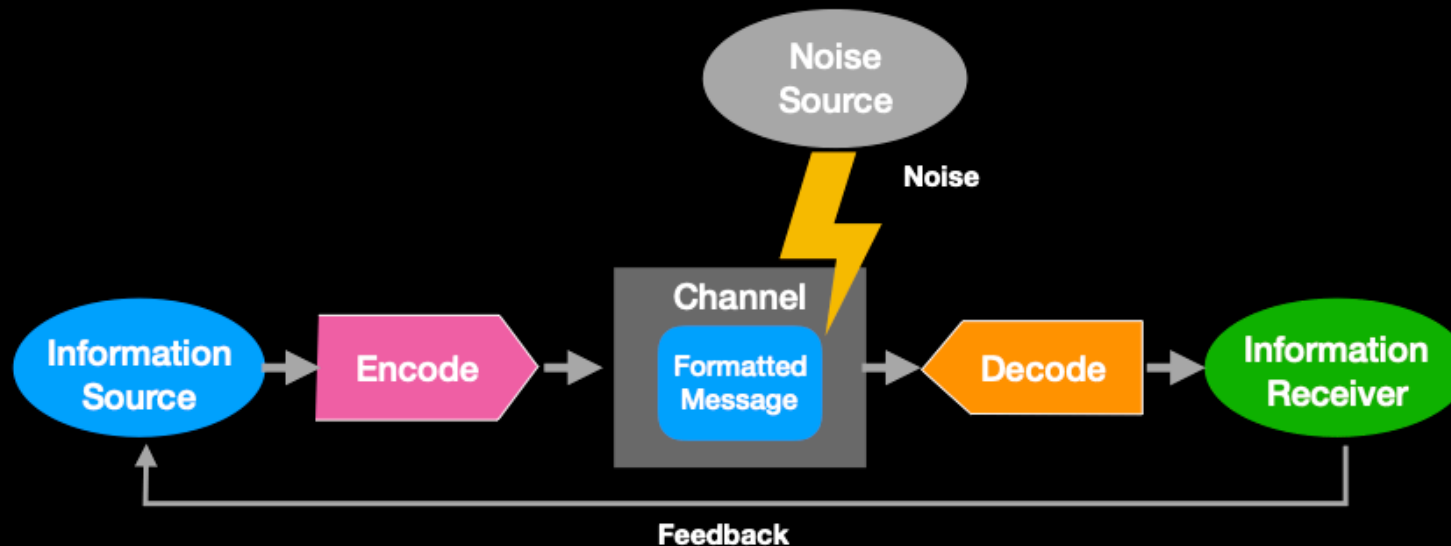 Noise
Source
Noise
Channel
Information
Source
Encode
Formatted
Message
Decode
Information
Receiver
Feedback